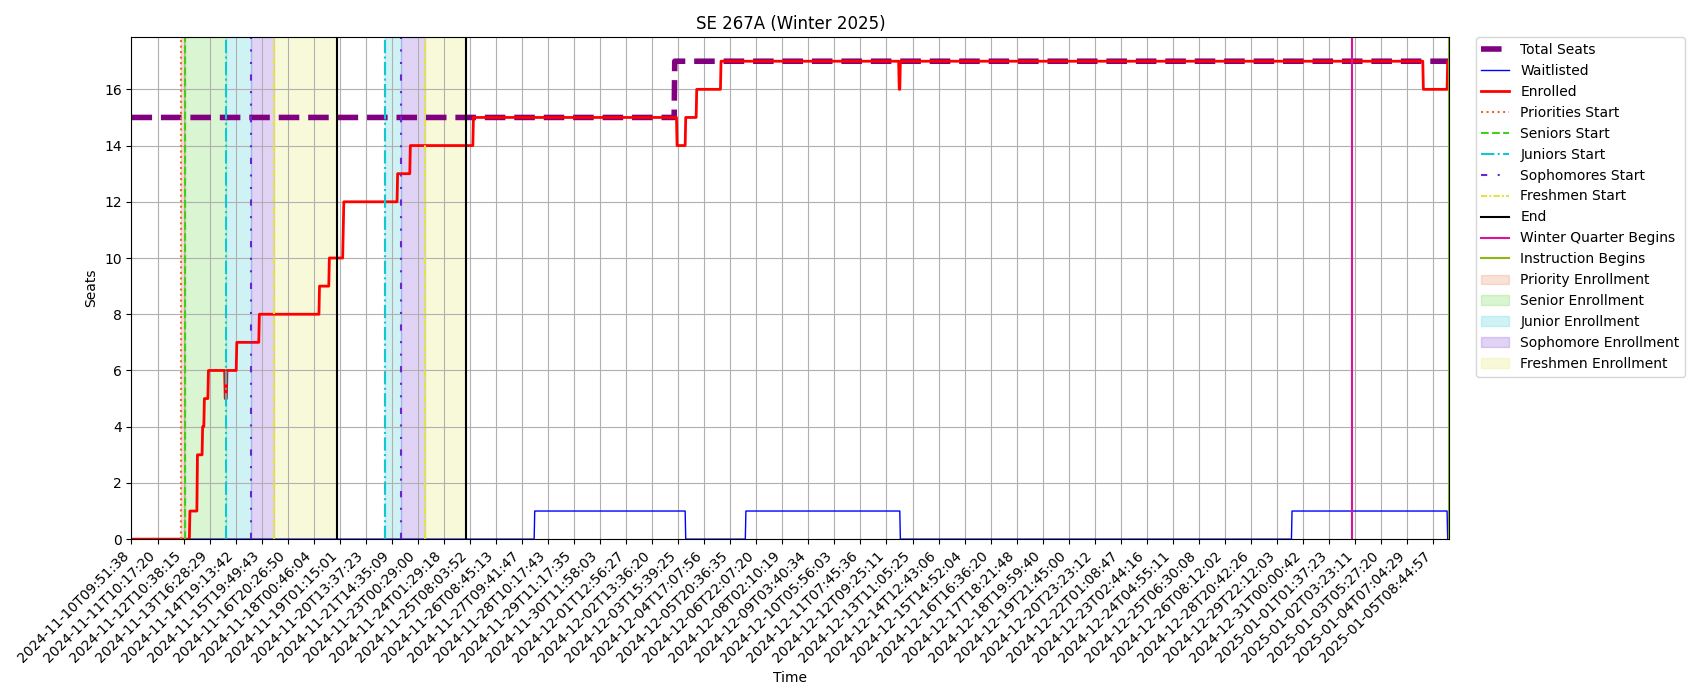 SE 267A (Winter 2025)
Seats
16
14
12
10
8
6
4
2
0
2024-11-10T09:51:38
2024-11-11T10:17:20
2024-11-12T10:38:15
2024-11-13T16:28:29
2024-11-14T19:13:42
2024-11-15T19:49:43
2024-11-16T20:26:50
2024-11-18T00:46:04
2024-11-19T01:15:01
2024-11-20T13:37:23
2024-11-21T14:35:09
2024-11-23T00:29:00
2024-11-24T01:29:18
2024-11-25T08:03:52
2024-11-26T08:45:13
2024-11-27T09:41:47
2024-11-28T10:17:43
2024-11-29T11:17:35
2024-11-30T11:58:03
2024-12-01T12:56:27
2024-12-02T13:36:20
2024-12-03T15:39:25
2024-12-04T17:07:56
2024-12-05T20:36:35
2024-12-06T22:07:20
2024-12-08T02:10:19
2024-12-09T03:40:34
2024-12-10T05:56:03
2024-12-11T07:45:36
2024-12-12T09:25:11
2024-12-13T11:05:23
2024-12-14T12:43:06
2024-12-15T14:52:04
2024-12-16T16:36:20
2024-12-17T18:21:48
2024-12-18T19:59:40
2024-12-19T21:45:00
2024-12-20T23:23:12
2024-12-22T01:08:47
2024-12-23T02:44:16
2024-12-24T04:55:11
2024-12-25T06:30:08
2024-12-26T08:12:02
2024-12-28T20:42:26
2024-12-29T22:12:03
2024-12-31T00:00:42
2025-01-01T01:37:23
2025-01-02T03:23:11
2025-01-03T05:27:20
2025-01-04T07:04:29
2025-01-05T08:44:57
Time
Total Seats
Waitlisted
Enrolled
Priorities Start
Seniors Start
Juniors Start
Sophomores Start
Freshmen Start
End
Winter Quarter Begins
Instruction Begins
Priority Enrollment
Senior Enrollment
Junior Enrollment
Sophomore Enrollment
Freshmen Enrollment